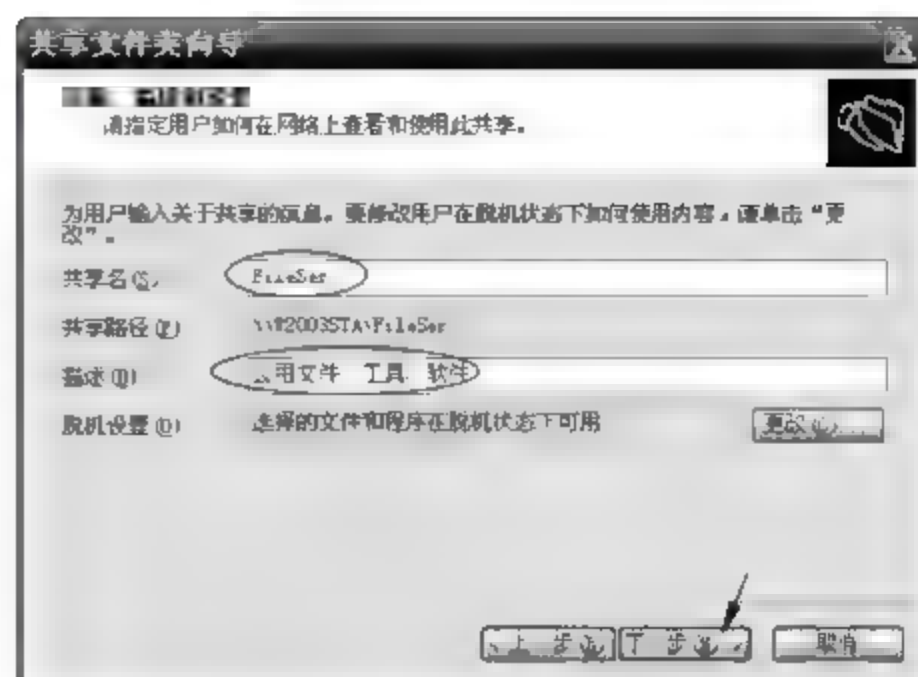 共享文件夹向导
请指定用户如何在网络上查看和使用此共享。
为用户输入关于共享的信息。要修改用户在脱机状态下如何使用内容，请单击“更
改”。
共享名(S)
FileSer
共享路径(P)
\\W2003STA\FileSer
描述(D)
用文件 工具 软件
脱机设置(O)
选择的文件和程序在脱机状态下可用
更改
上一步
下一步
取消